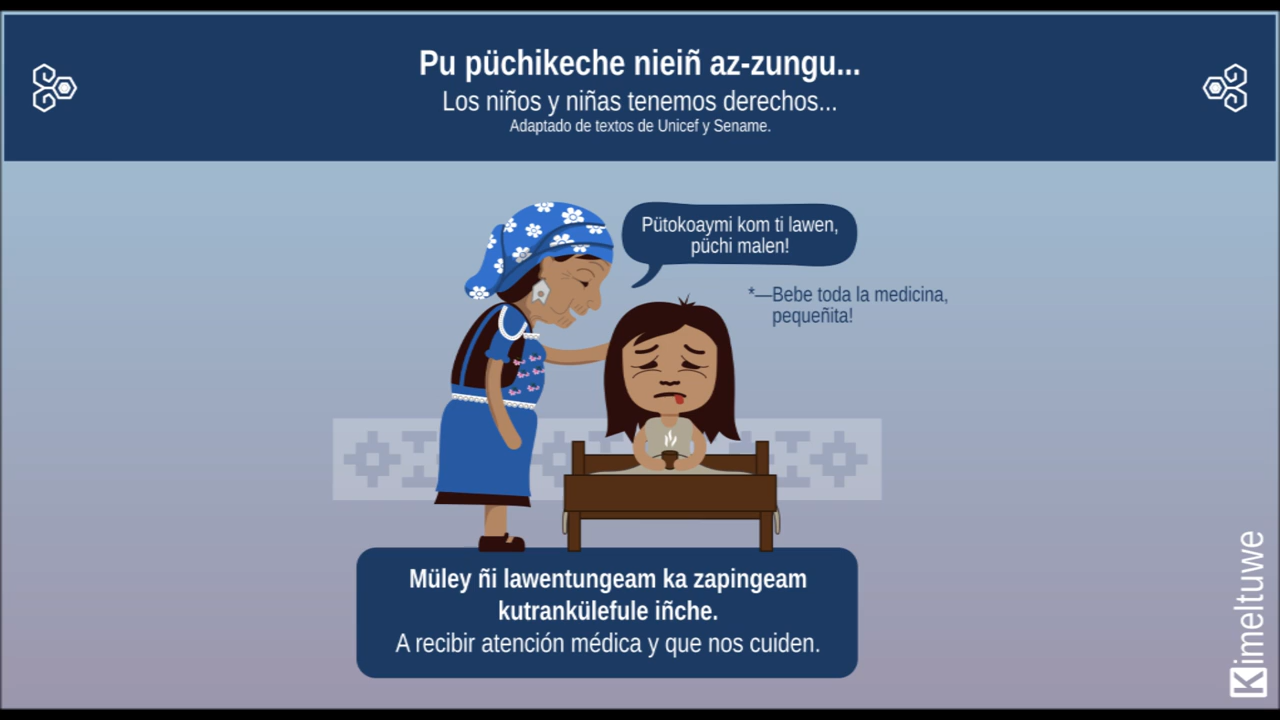 Pu püchikeche nieiñ az-zungu...
Los niños y niñas tenemos derechos...
Adaptado de textos de Unicef y Sename.
Pütokoaymi kom ti lawen,
püchi malen!
*—Bebe toda la medicina,
pequeñita!
Müley ñi lawentungeam ka zapingeam
kutrankülefule iñche.
A recibir atención médica y que nos cuiden.
Kimeltuwe